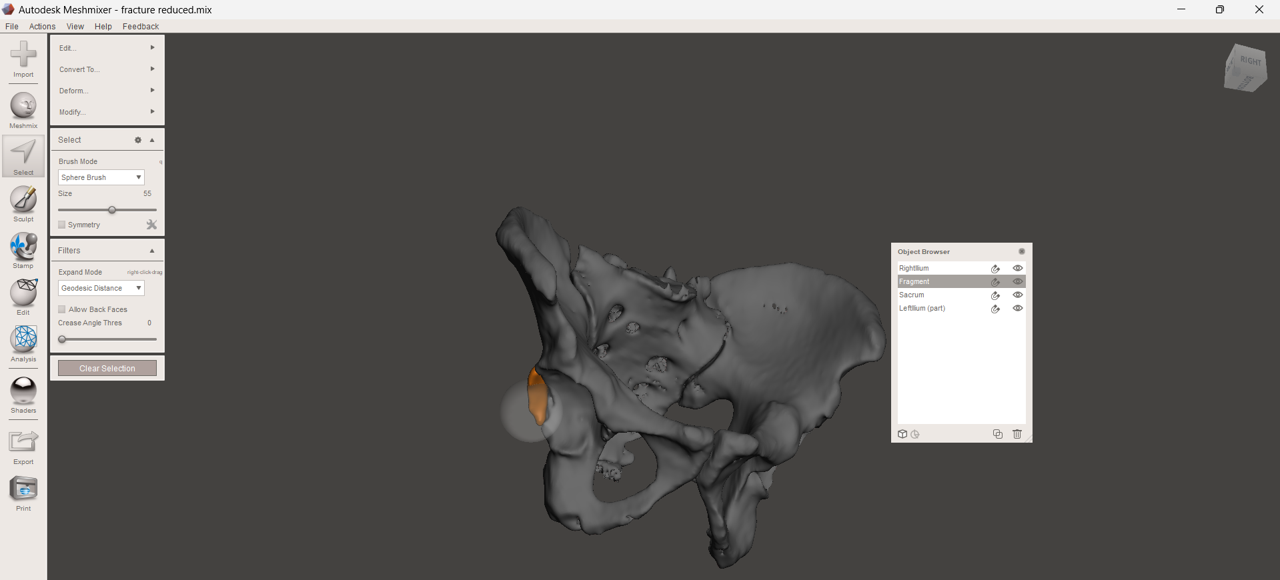 Autodesk Meshmixer - fracture reduced.mix
File Actions View Help Feedback
Import
Meshmix
Select
Sculpt
Stamp
Edit
Analysis
Shaders
Export
Print
Edit...
Convert To...
Deform...
Modify...
Select
Brush Mode q
Sphere Brush
Size 55
Symmetry
Filters
Expand Mode right-click drag
Geodesic Distance
Allow Back Faces
Crease Angle Thres 0
Clear Selection
RIGHT
Object Browser
RightIlium
Fragment
Sacrum
LeftIlium (part)